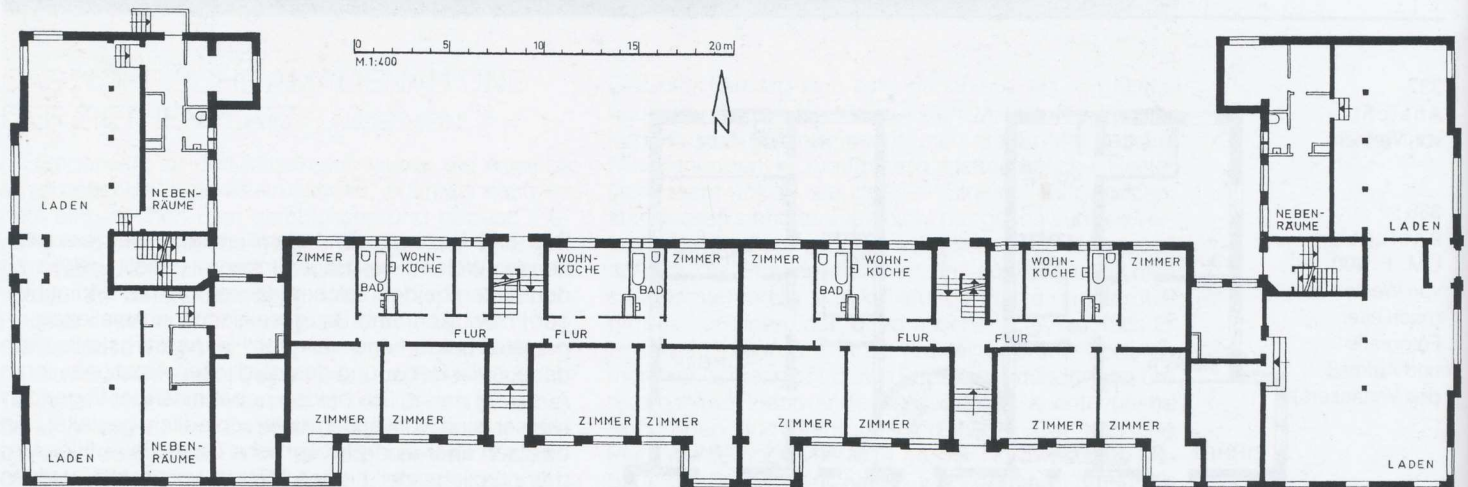 0 5 10 15 20 m
M.1:400
N
LADEN
NEBEN-
RÄUME
LADEN
NEBEN-
RÄUME
ZIMMER
BAD
WOHN-
KÜCHE
FLUR
ZIMMER
ZIMMER
WOHN-
KÜCHE
BAD
ZIMMER
FLUR
ZIMMER
ZIMMER
ZIMMER
BAD
WOHN-
KÜCHE
FLUR
ZIMMER
ZIMMER
WOHN-
KÜCHE
ZIMMER
FLUR
ZIMMER
ZIMMER
NEBEN-
RÄUME
LADEN
LADEN